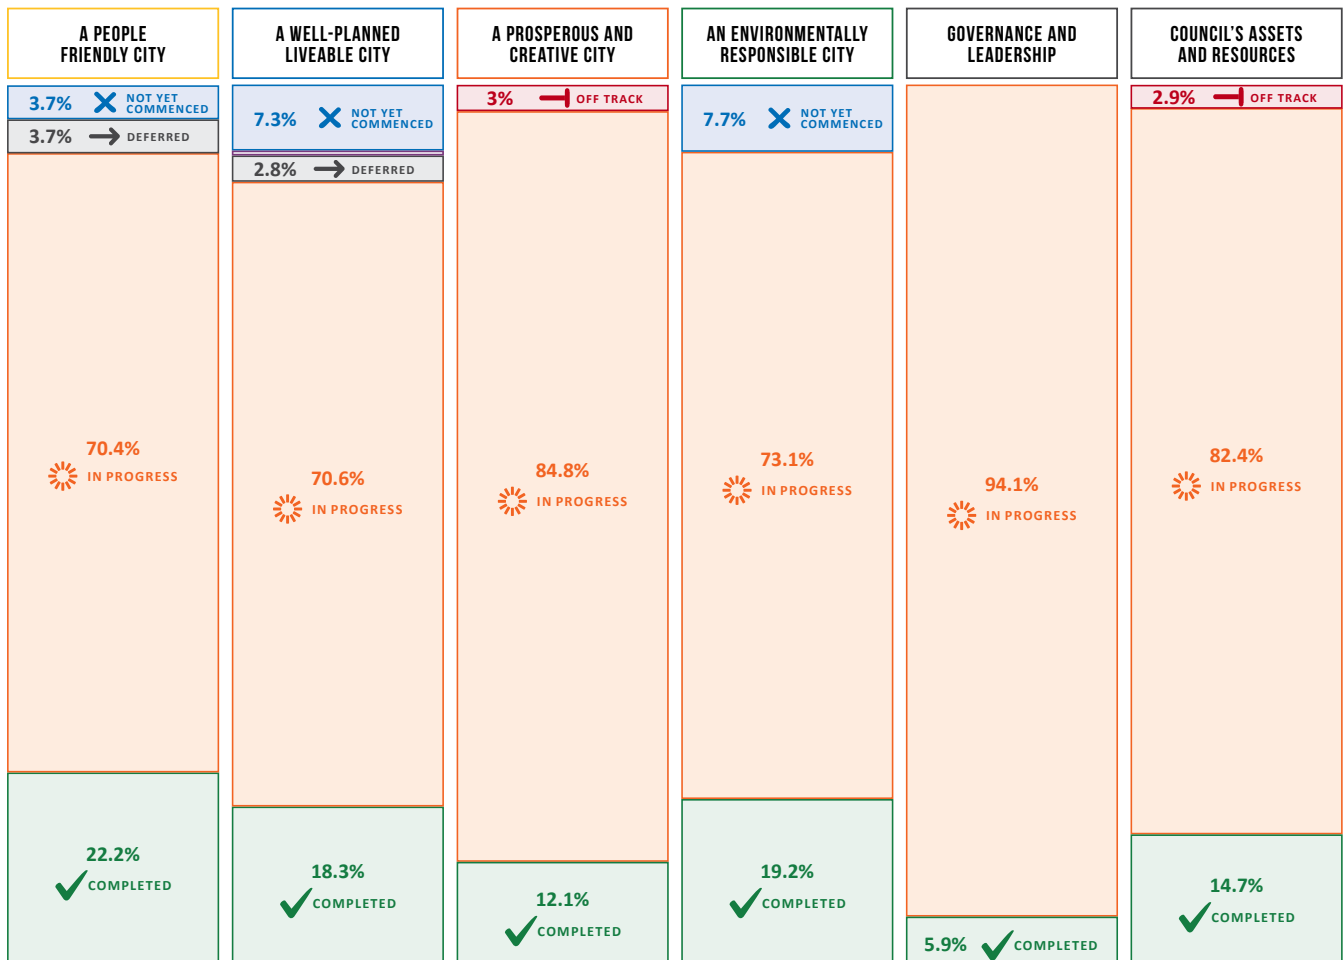 A PEOPLE
FRIENDLY CITY
3.7%
NOT YET
COMMENCED
3.7%
DEFERRED
70.4%
IN PROGRESS
22.2%
COMPLETED
A WELL-PLANNED
LIVEABLE CITY
7.3%
NOT YET
COMMENCED
2.8%
DEFERRED
70.6%
IN PROGRESS
18.3%
COMPLETED
A PROSPEROUS AND
CREATIVE CITY
3%
OFF TRACK
84.8%
IN PROGRESS
12.1%
COMPLETED
AN ENVIRONMENTALLY
RESPONSIBLE CITY
7.7%
NOT YET
COMMENCED
73.1%
IN PROGRESS
19.2%
COMPLETED
GOVERNANCE AND
LEADERSHIP
94.1%
IN PROGRESS
5.9%
COMPLETED
COUNCIL'S ASSETS
AND RESOURCES
2.9%
OFF TRACK
82.4%
IN PROGRESS
14.7%
COMPLETED